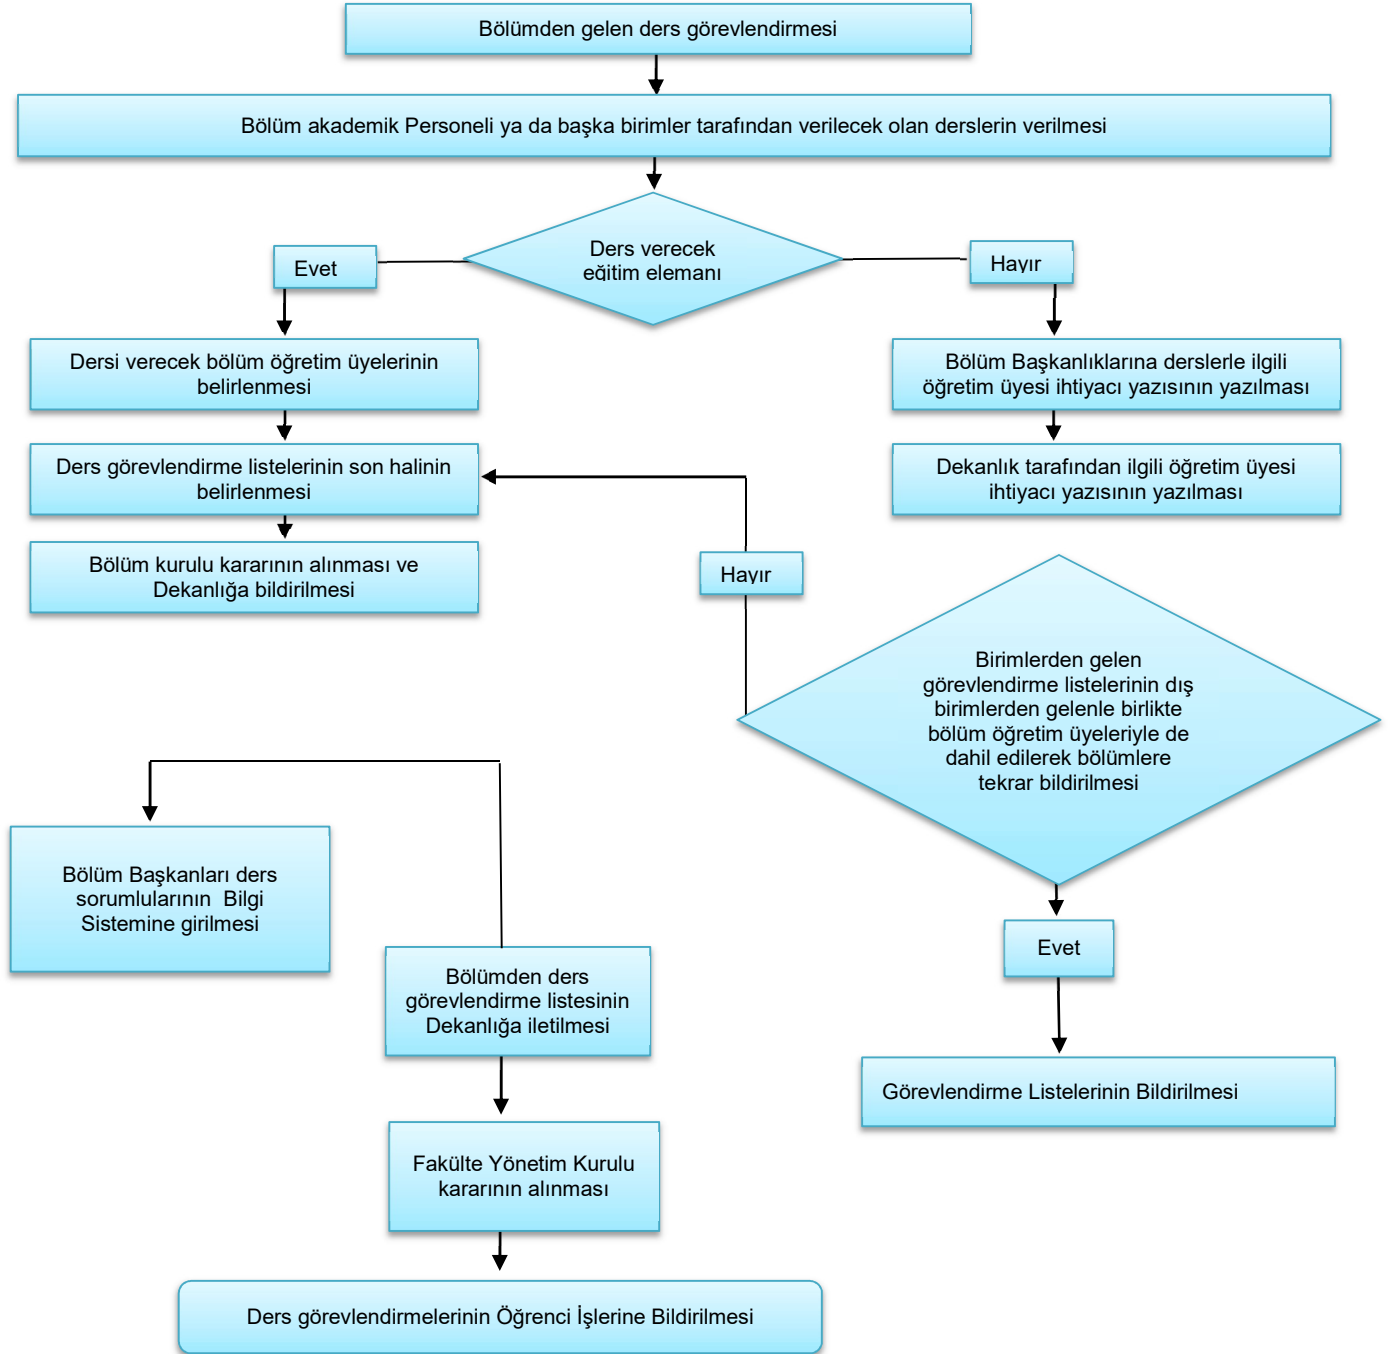 Bölümden gelen ders görevlendirmesi
Bölüm akademik Personeli ya da başka birimler tarafından verilecek olan derslerin verilmesi
Ders verecek
eğitim elemanı
Evet
Hayır
Dersi verecek bölüm öğretim üyelerinin
belirlenmesi
Bölüm Başkanlıklarına derslerle ilgili
öğretim üyesi ihtiyacı yazısının yazılması
Ders görevlendirme listelerinin son halinin
belirlenmesi
Dekanlık tarafından ilgili öğretim üyesi
ihtiyacı yazısının yazılması
Bölüm kurulu kararının alınması ve
Dekanlığa bildirilmesi
Hayır
Birimlerden gelen
görevlendirme listelerinin dış
birimlerden gelenle birlikte
bölüm öğretim üyeleriyle de
dahil edilerek bölümlere
tekrar bildirilmesi
Bölüm Başkanları ders
sorumlularının  Bilgi
Sistemine girilmesi
Evet
Bölümden ders
görevlendirme listesinin
Dekanlığa iletilmesi
Görevlendirme Listelerinin Bildirilmesi
Fakülte Yönetim Kurulu
kararının alınması
Ders görevlendirmelerinin Öğrenci İşlerine Bildirilmesi